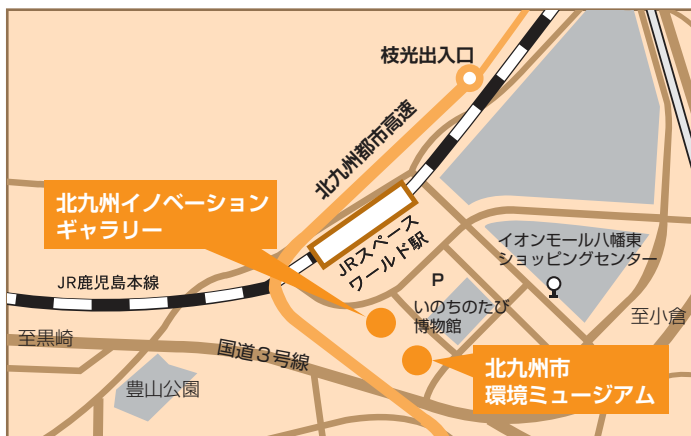 枝光出入口
北九州都市高速
北九州イノベーション
ギャラリー
JRスペース
ワールド駅
イオンモール八幡東
ショッピングセンター
JR鹿児島本線
P
いのちのたび
博物館
至小倉
至黒崎
国道3号線
北九州市
環境ミュージアム
豊山公園